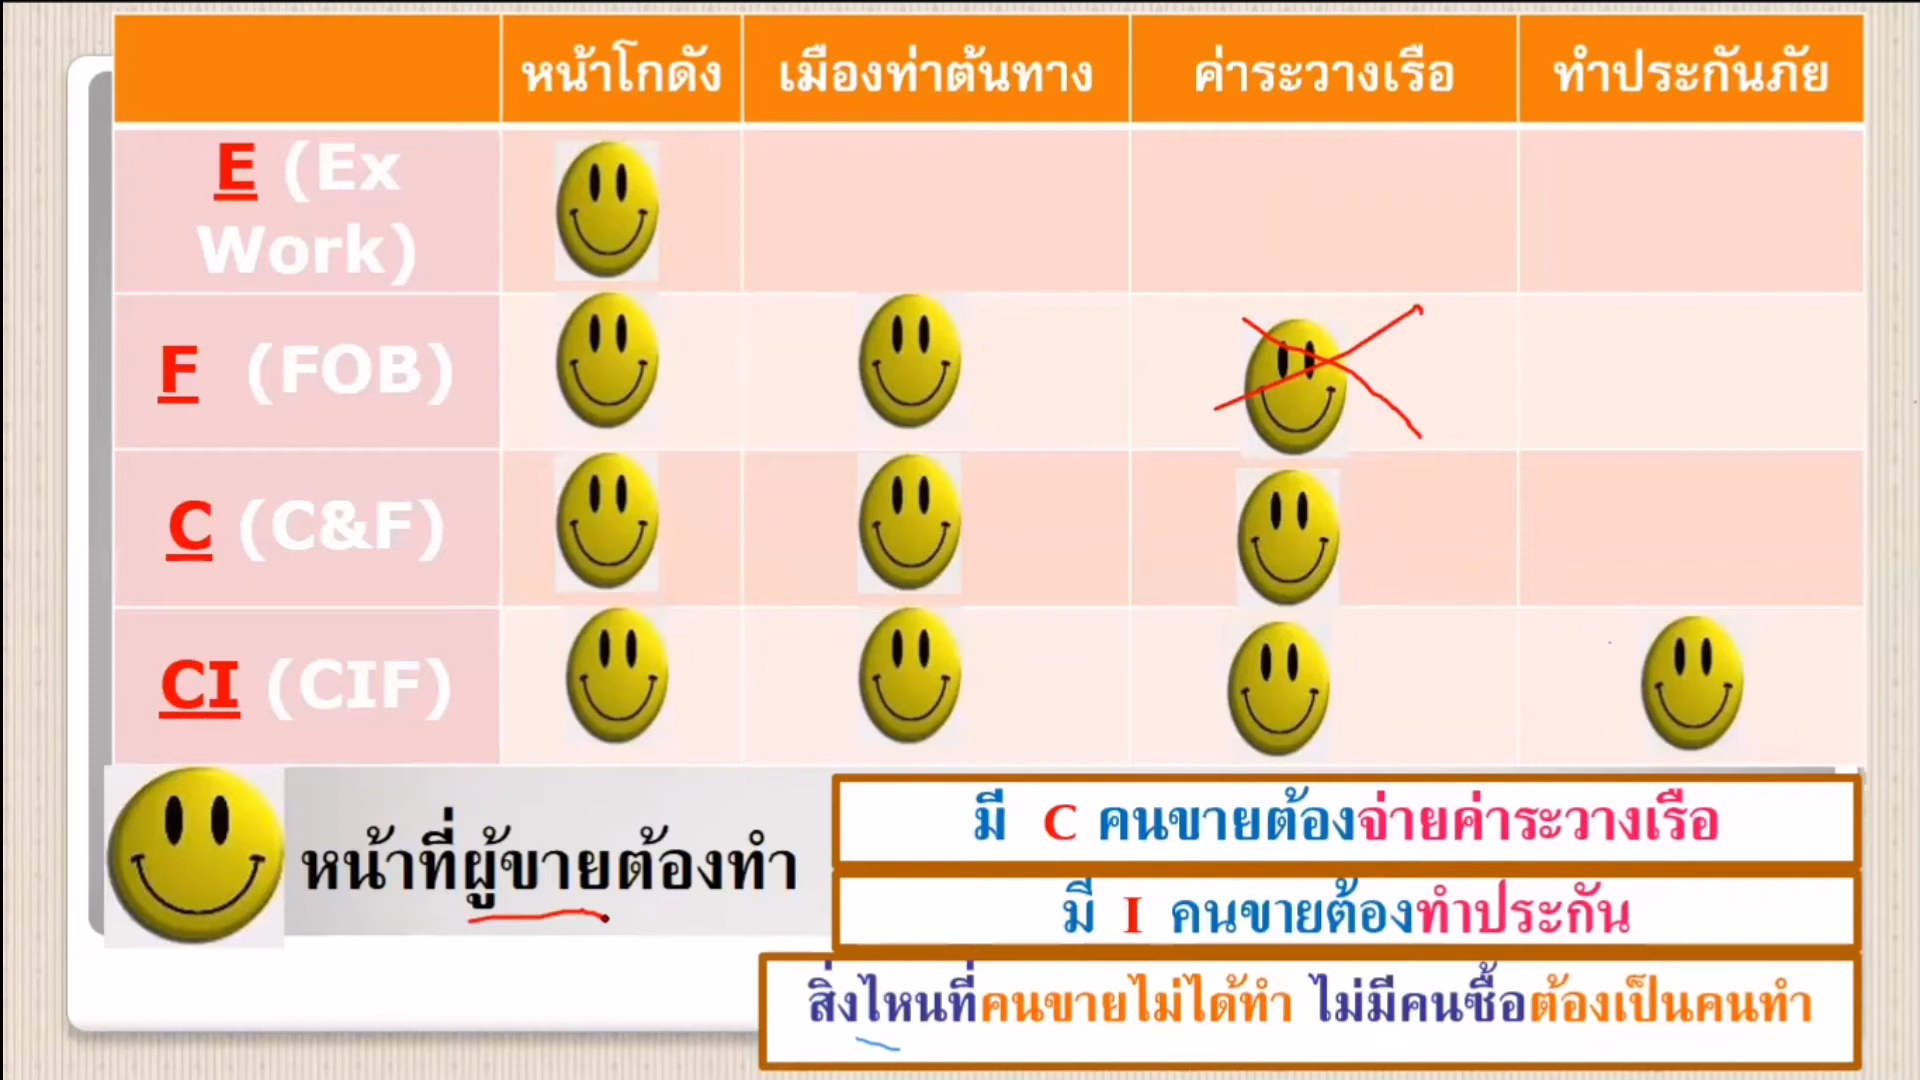 หน้าโกดัง เมืองท่าต้นทาง ค่าระวางเรือ ทำประกันภัย
E (Ex
Work)
F (FOB)
C (C&F)
CI (CIF)
หน้าที่ผู้ขายต้องทำ
มี C คนขายต้องจ่ายค่าระวางเรือ
มี I คนขายต้องทำประกัน
สิ่งไหนที่คนขายไม่ได้ทำ ไม่มีคนซื้อต้องเป็นคนทำ